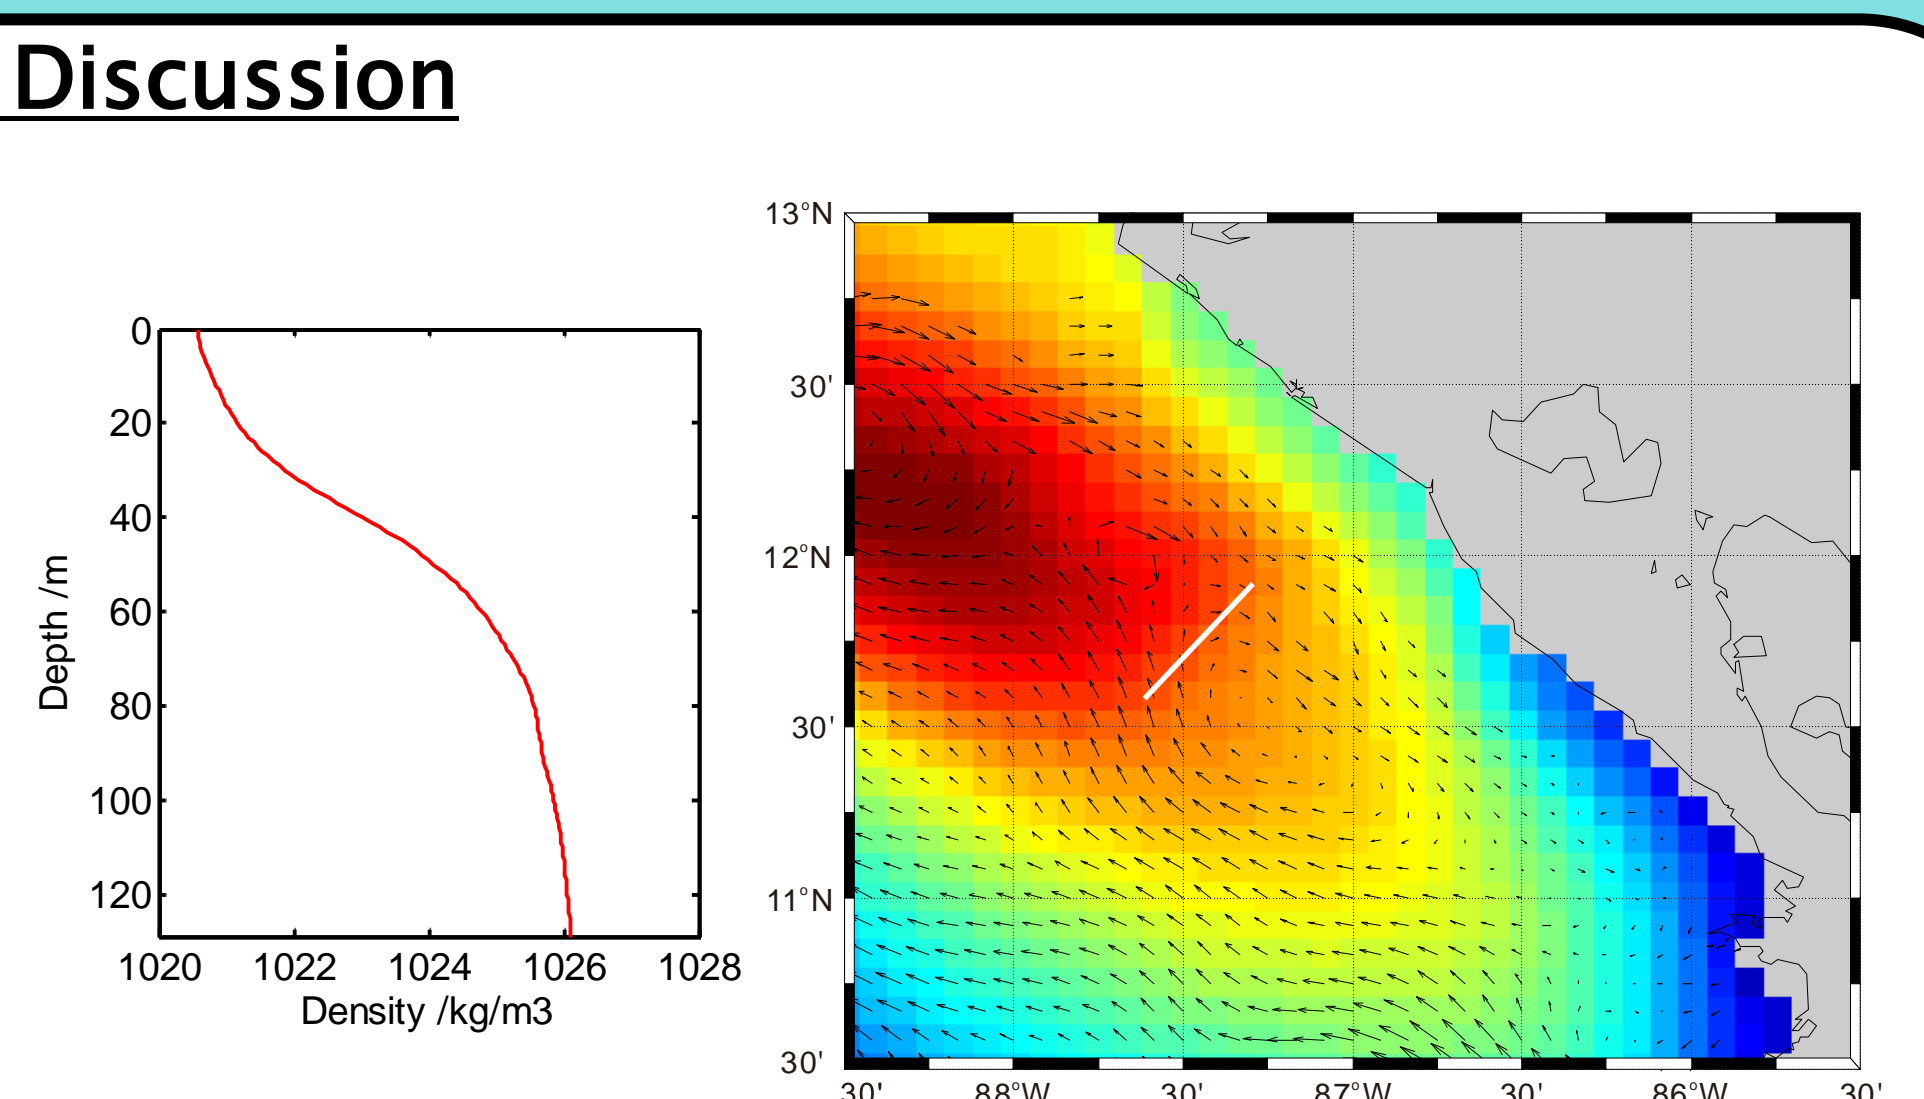 Discussion
0
20
40
60
80
100
120
Depth /m
1020 1022 1024 1026 1028
Density /kg/m3
13°N
30'
12°N
30'
11°N
30'
30' 88°W 30' 87°W 30' 86°W 30'